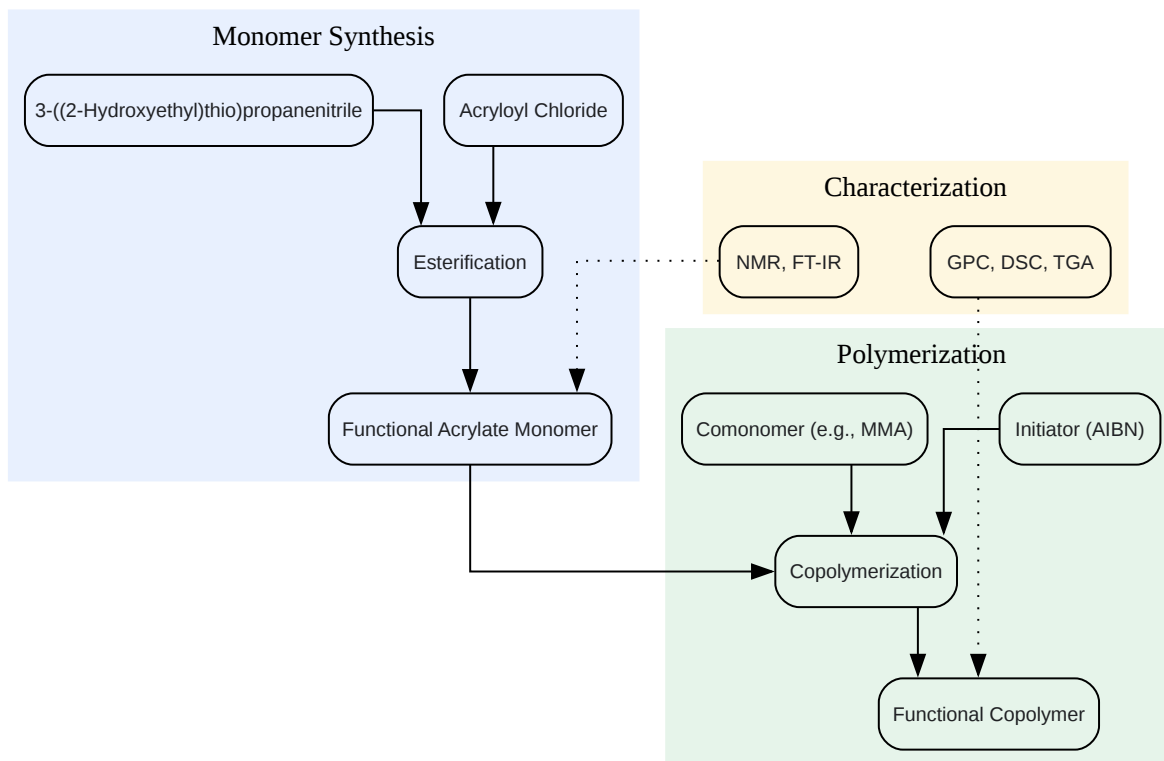 Monomer Synthesis
3-((2-Hydroxyethyl)thio)propanenitrile
Acryloyl Chloride
Esterification
Functional Acrylate Monomer
Characterization
NMR, FT-IR
GPC, DSC, TGA
Polymerization
Comonomer (e.g., MMA)
Initiator (AIBN)
Copolymerization
Functional Copolymer